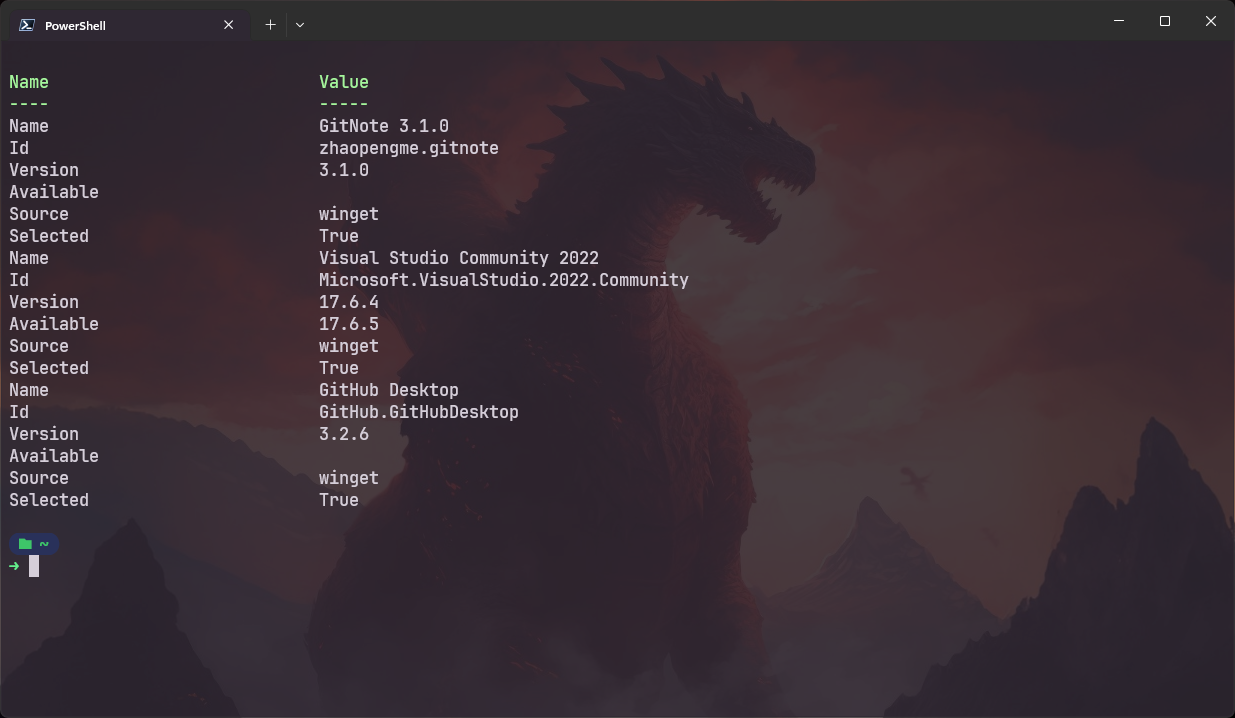 PowerShell
Name Value
---- -----
Name GitNote 3.1.0
Id zhaopengme.gitnote
Version 3.1.0
Available
Source winget
Selected True
Name Visual Studio Community 2022
Id Microsoft.VisualStudio.2022.Community
Version 17.6.4
Available 17.6.5
Source winget
Selected True
Name GitHub Desktop
Id GitHub.GitHubDesktop
Version 3.2.6
Available
Source winget
Selected True
~
➜